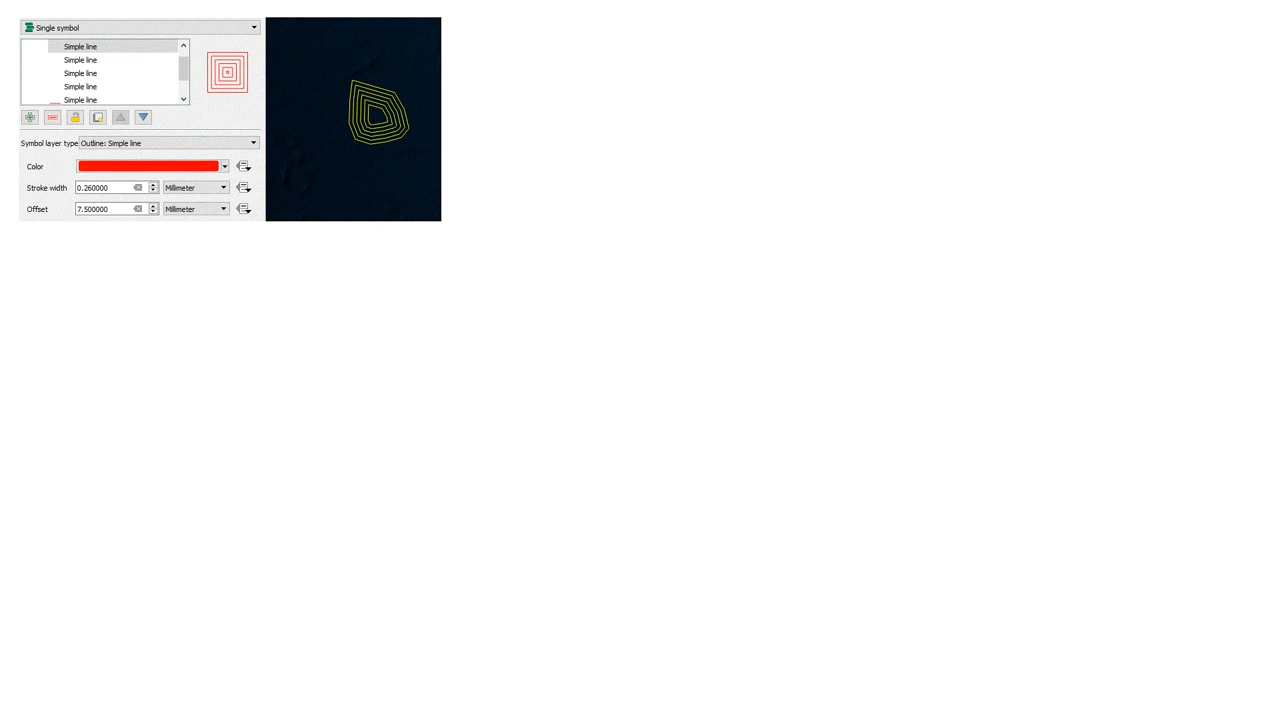 Single symbol
Simple line
Simple line
Simple line
Simple line
Simple line
Symbol layer type Outline: Simple line
Color
Stroke width 0.260000 Millimeter
Offset 7.500000 Millimeter